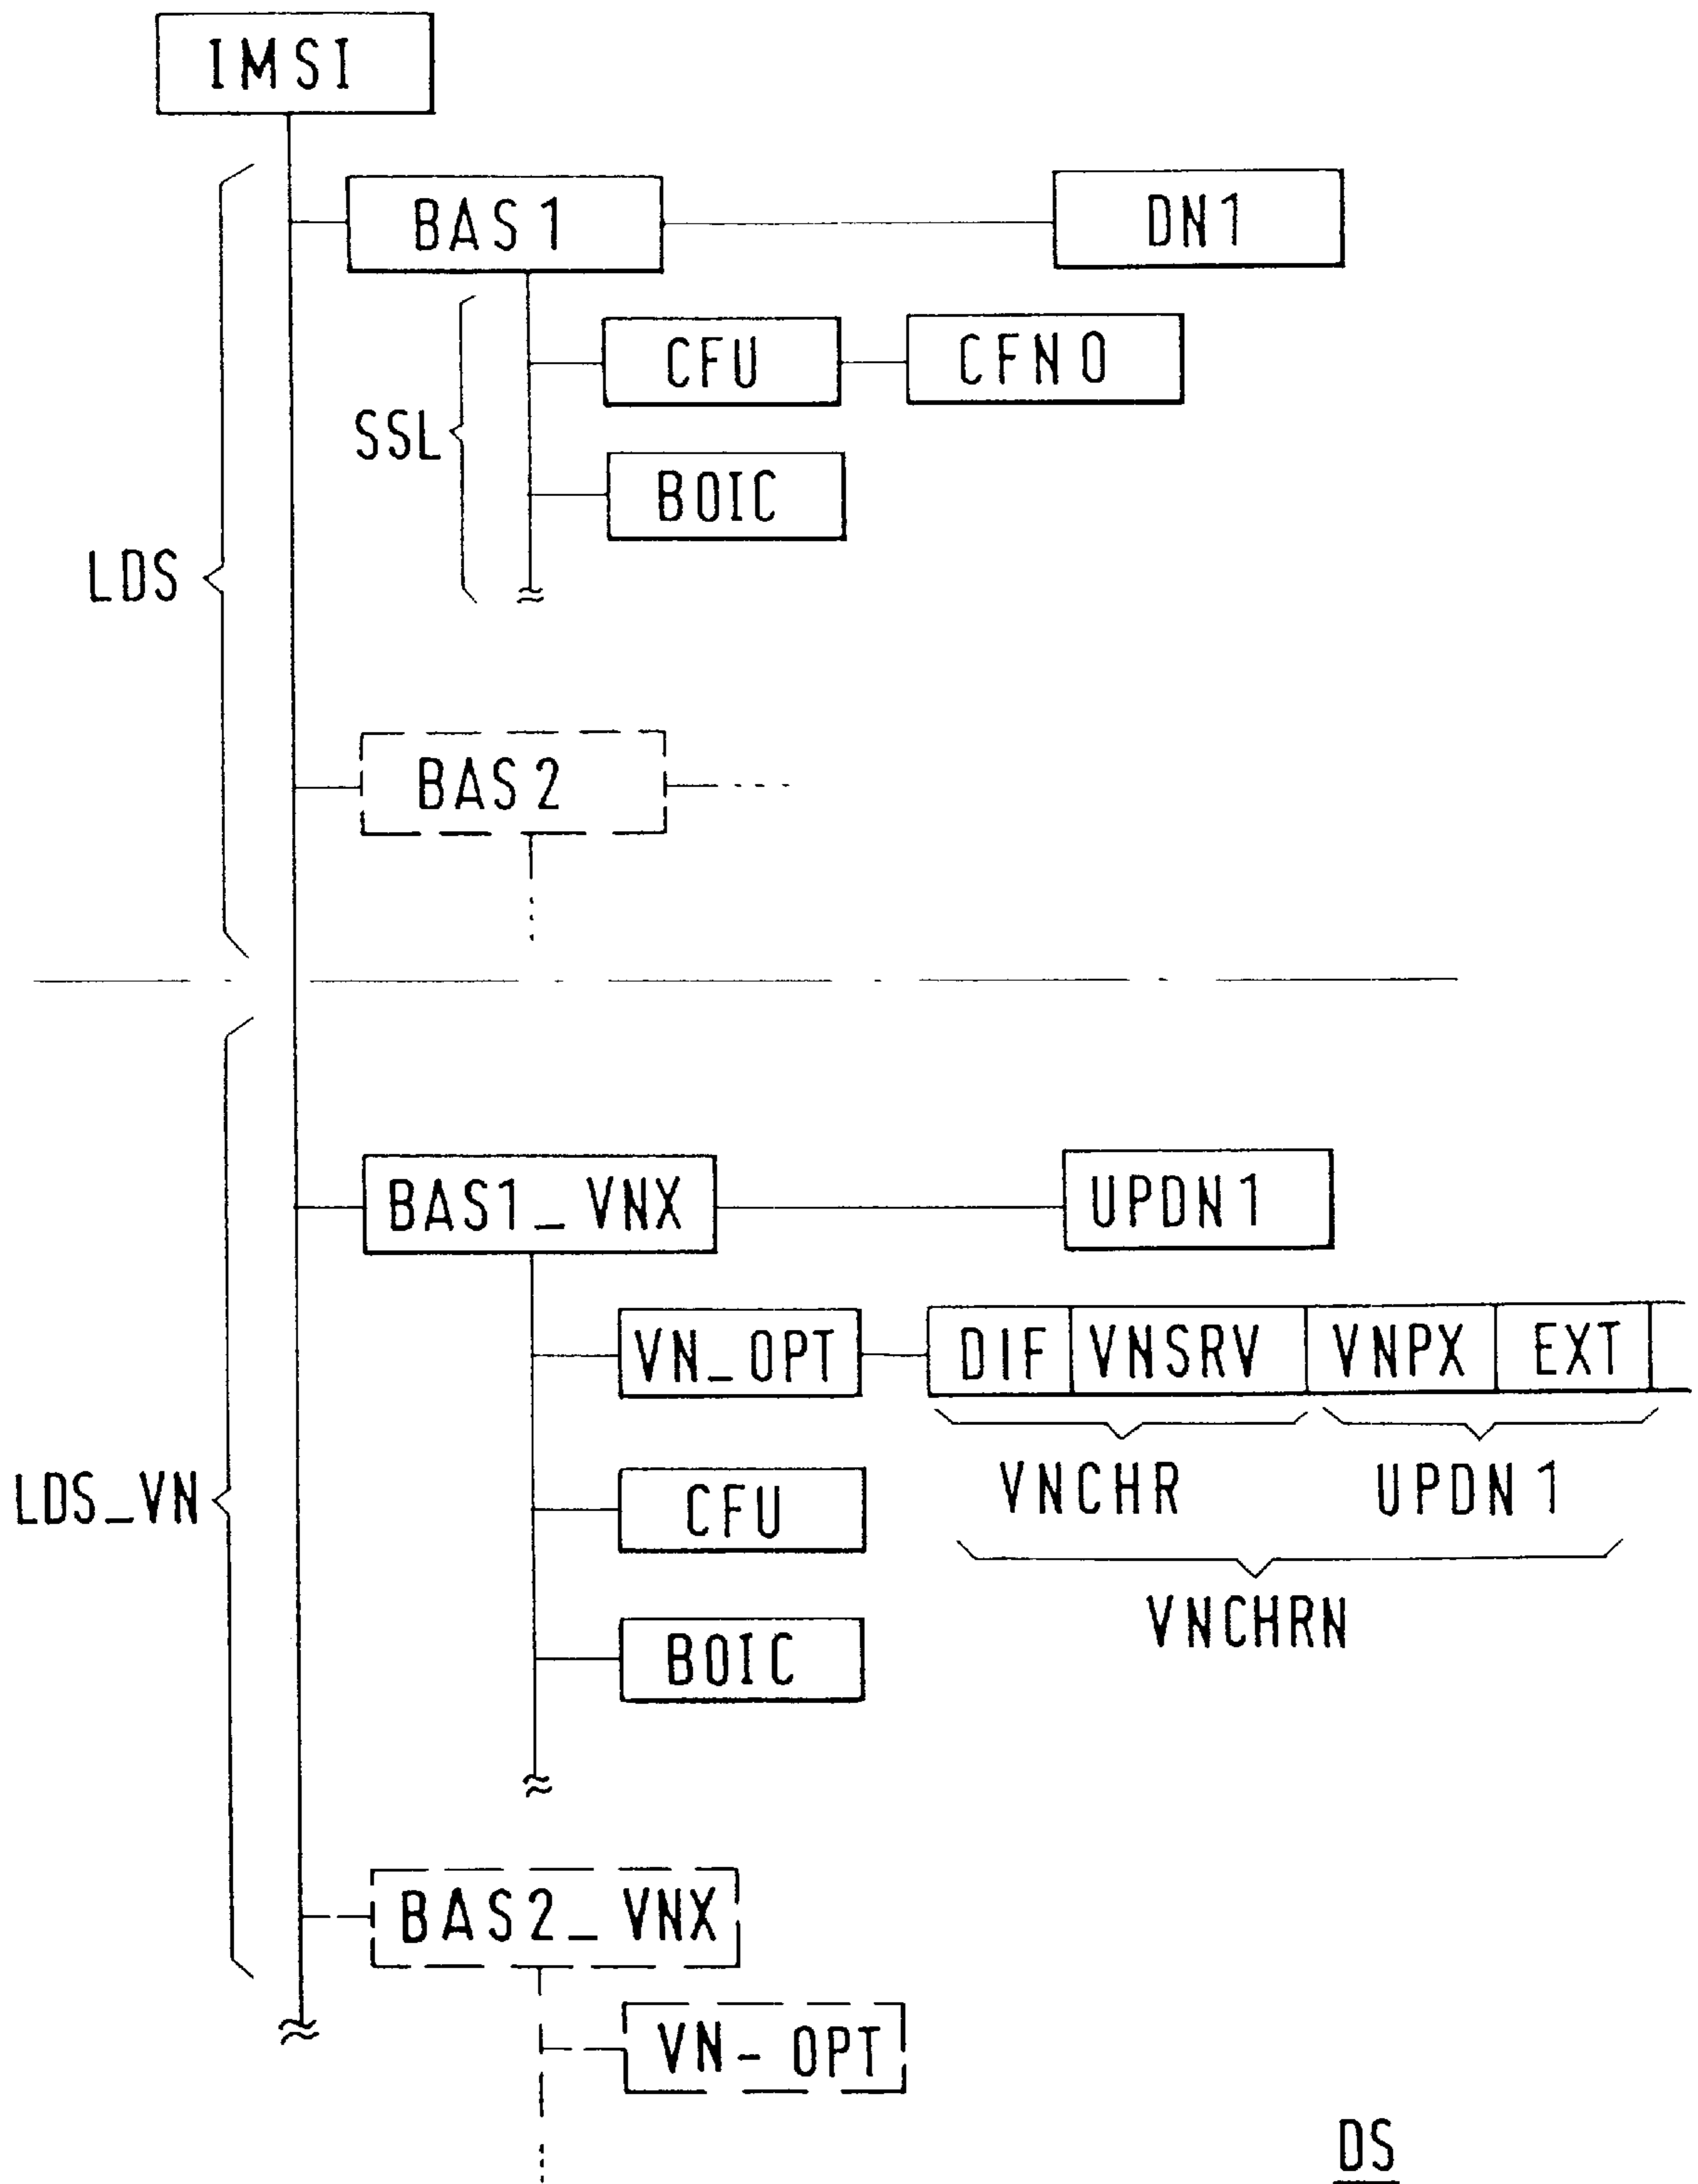 IMSI
BAS1
DN1
CFU
CFNO
SSL
BOIC
LDS
BAS2
BAS1_VNX
UPDN1
VN_OPT
DIF VNSRV VNPX EXT
VNCHR UPDN1
LDS_VN
CFU
VNCHRN
BOIC
BAS2_VNX
VN-OPT
DS